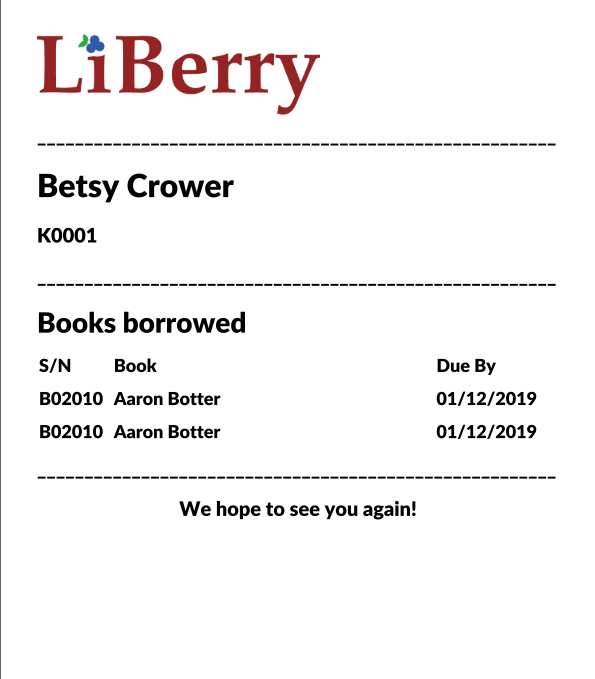 LiBerry
Betsy Crower
K0001
Books borrowed
S/N Book Due By
B02010 Aaron Botter 01/12/2019
B02010 Aaron Botter 01/12/2019
We hope to see you again!